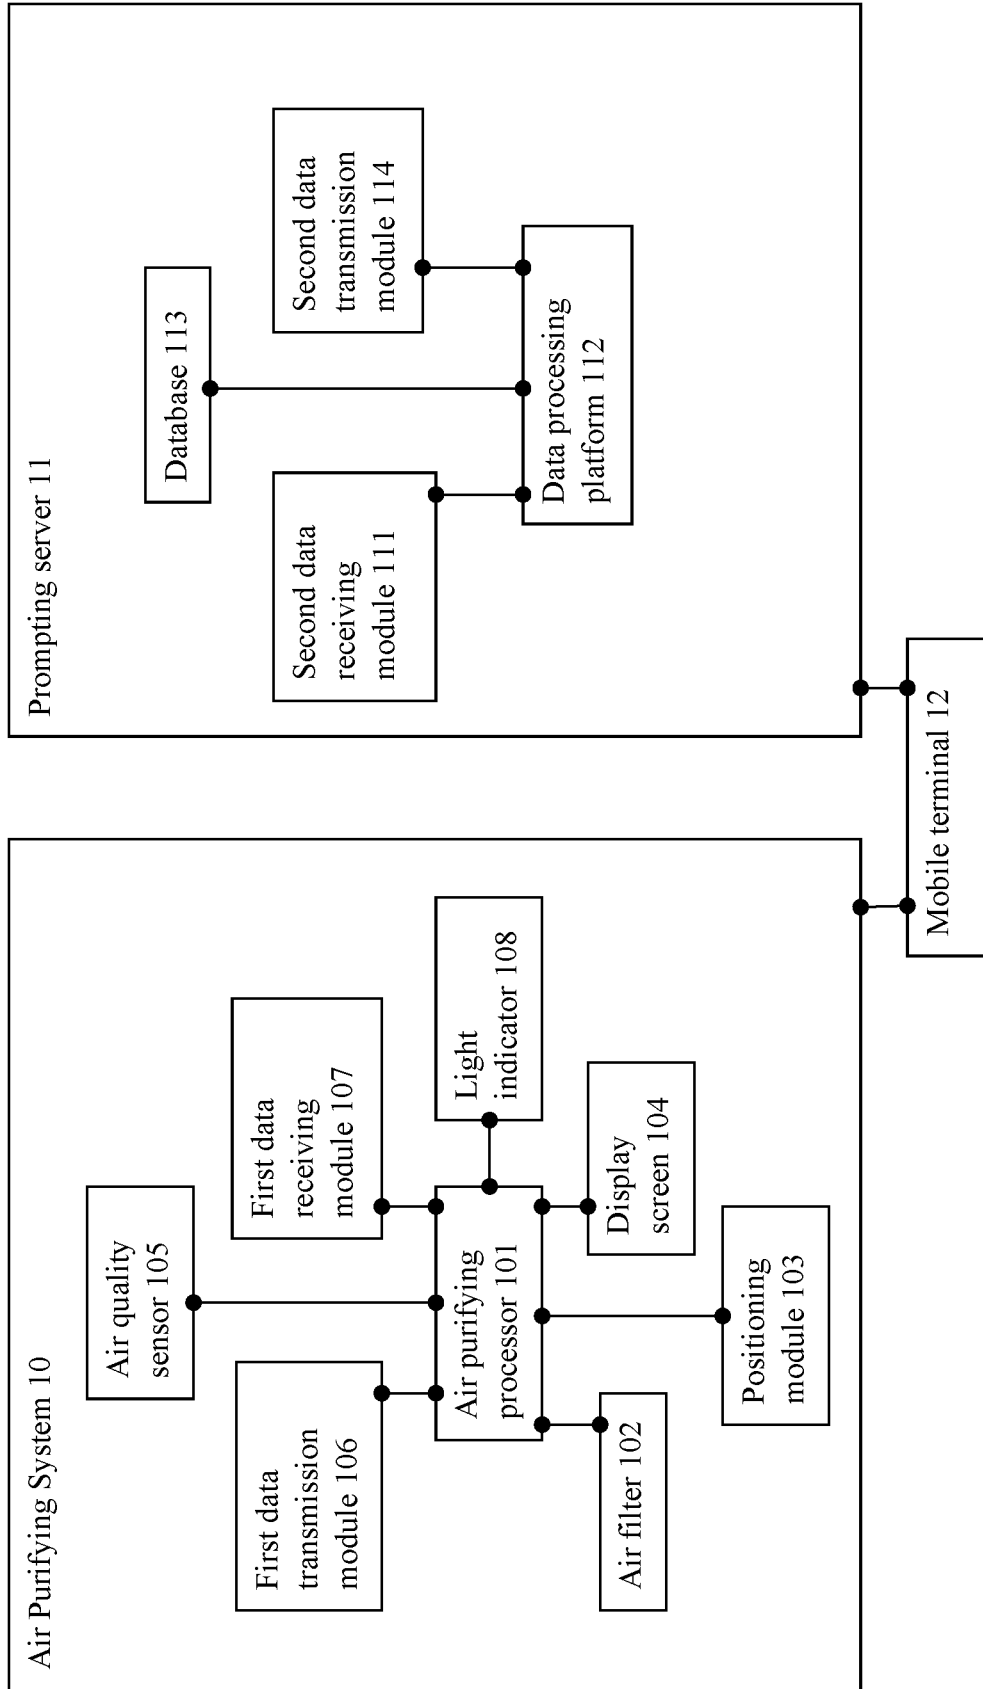 Air Purifying System 10
Air quality
sensor 105
First data
transmission
module 106
First data
receiving
module 107
Air purifying
processor 101
Light
indicator 108
Air filter 102
Display
screen 104
Positioning
module 103
Prompting server 11
Database 113
Second data
receiving
module 111
Second data
transmission
module 114
Data processing
platform 112
Mobile terminal 12